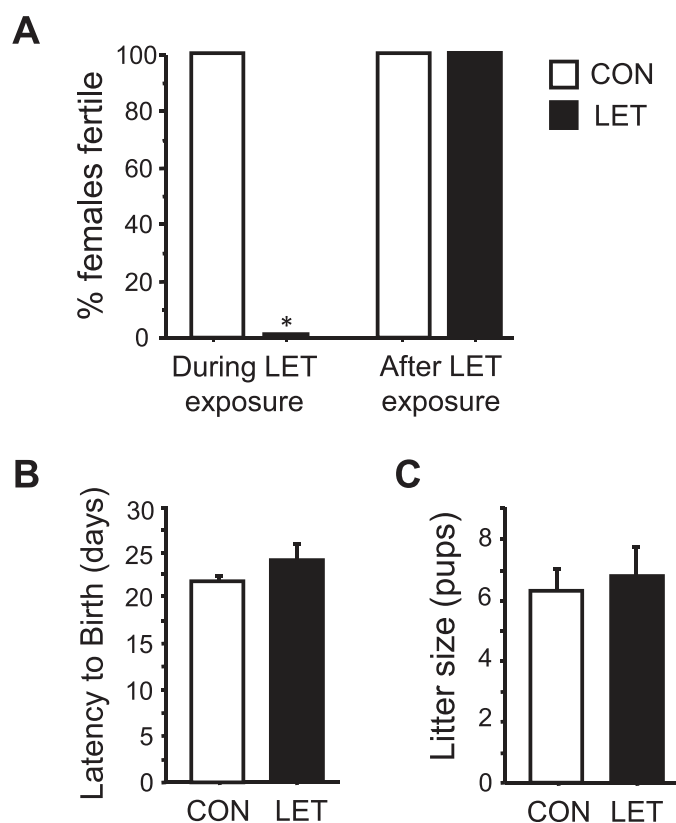 A
% females fertile
100
80
60
40
20
0
*
During LET
exposure
After LET
exposure
CON
LET
B
Latency to Birth (days)
30
25
20
15
10
5
0
CON LET
C
Litter size (pups)
8
6
4
2
0
CON LET